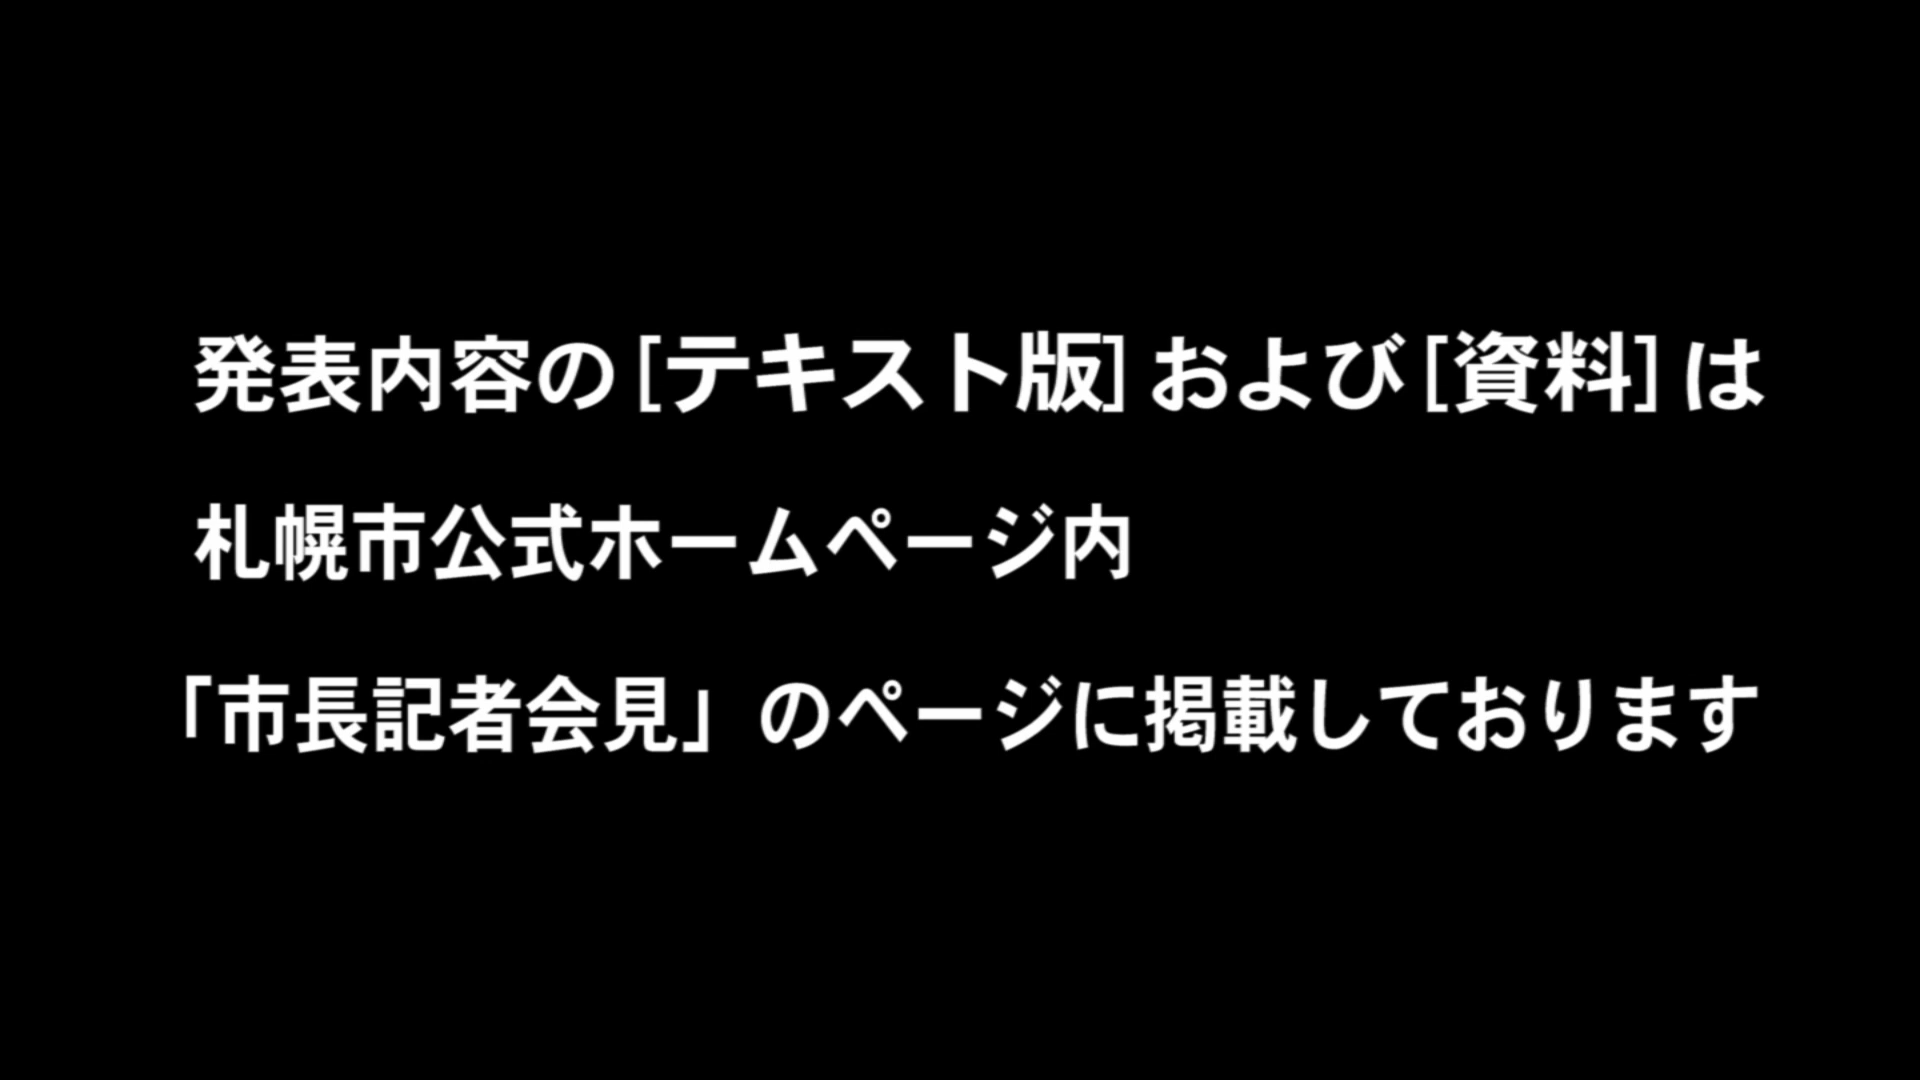 発表内容の[テキスト版]および[資料]は
札幌市公式ホームページ内
「市長記者会見」のページに掲載しております